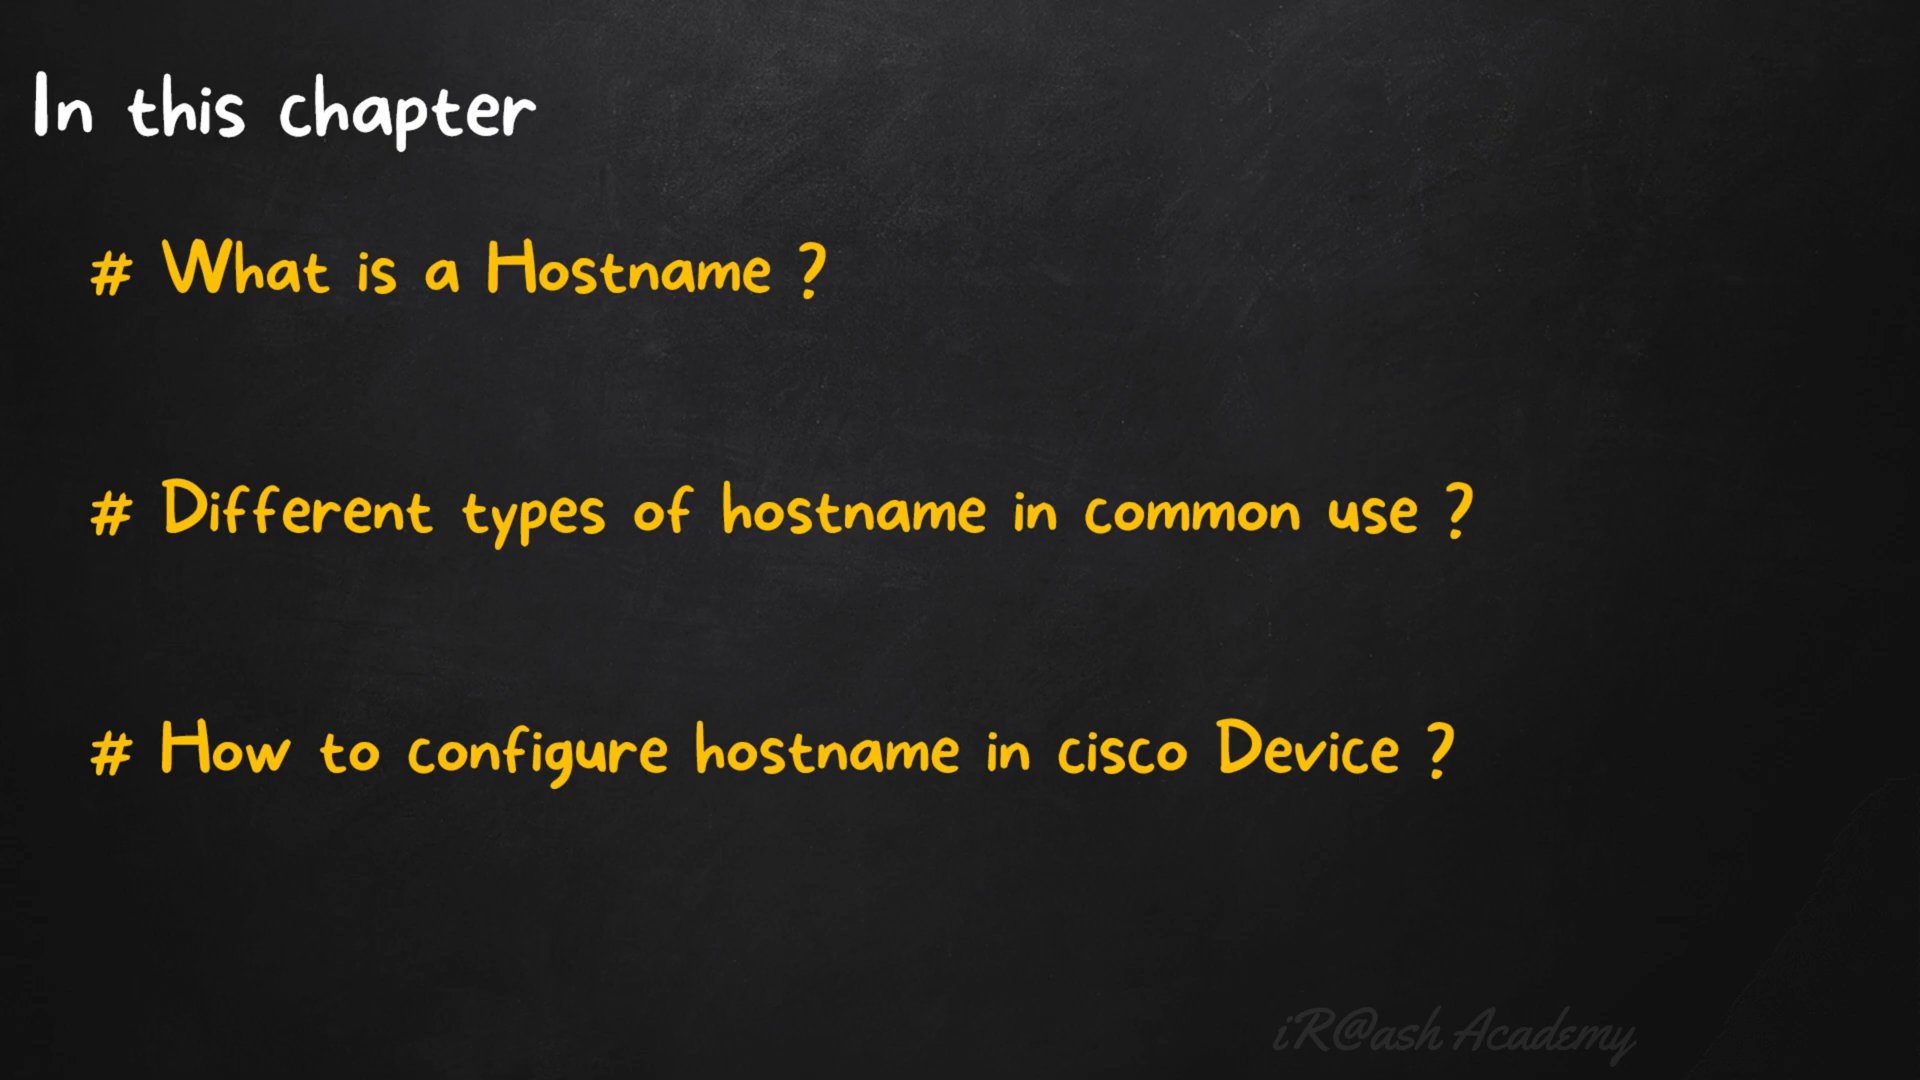 In this chapter
# What is a Hostname ?
# Different types of hostname in common use ?
# How to configure hostname in cisco Device ?
iR@ash Academy